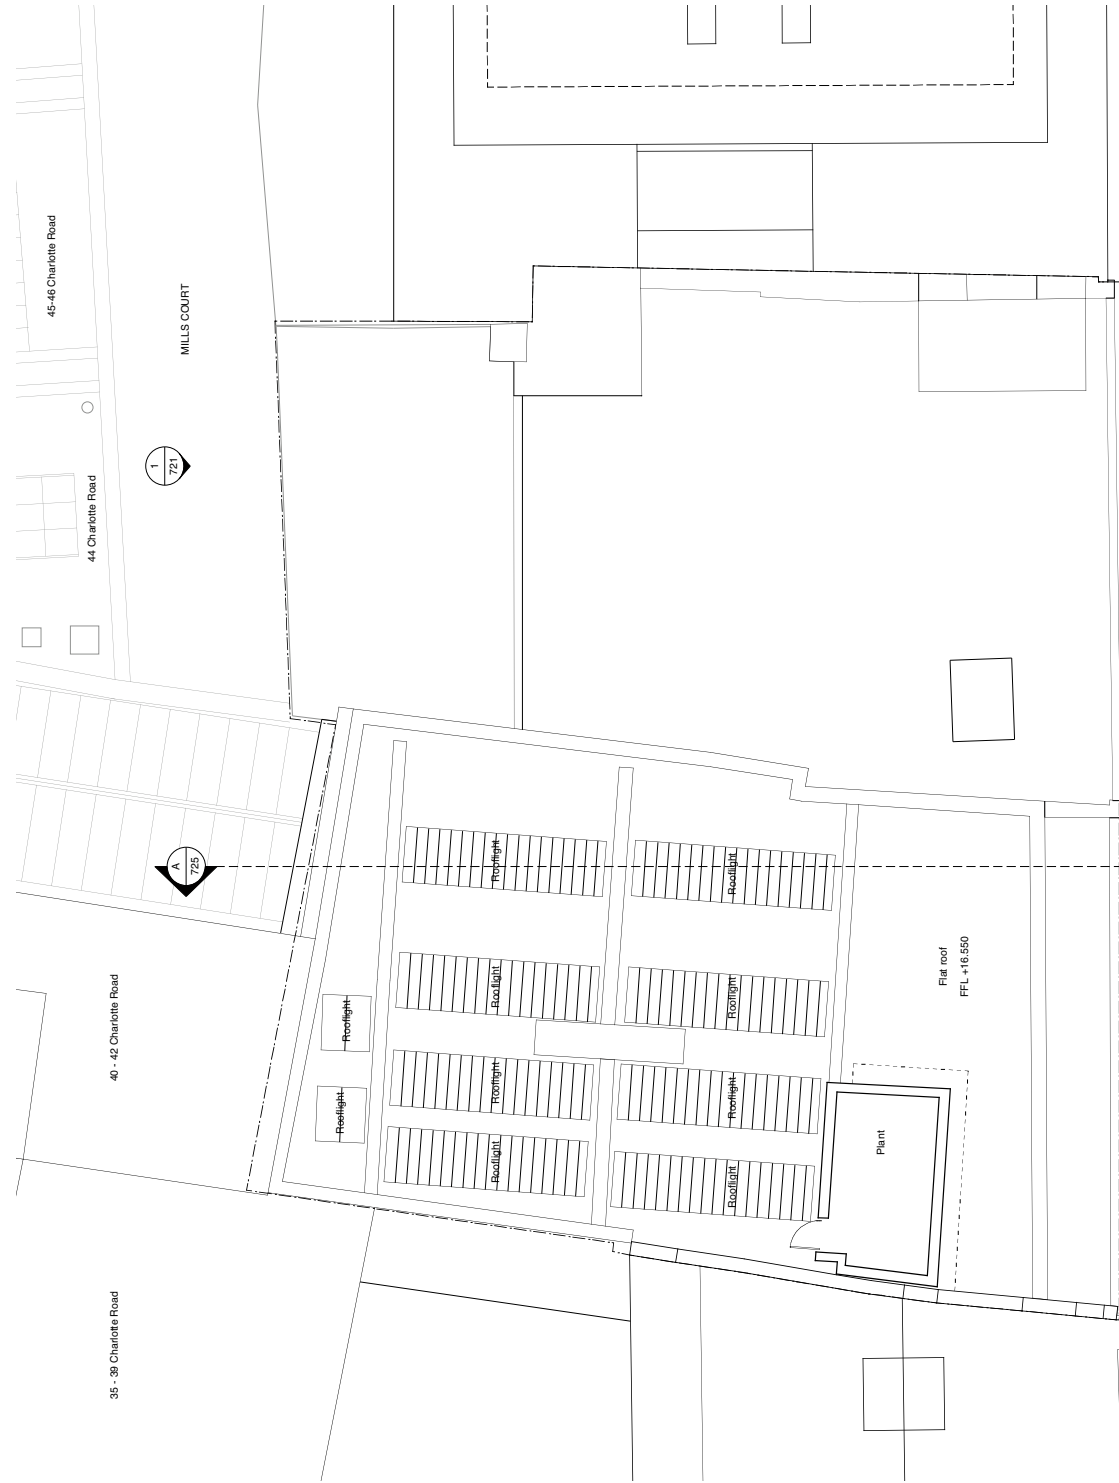 45-46 Charlotte Road
MILLS COURT
1
721
44 Charlotte Road
A
725
Rooflight
Rooflight
Flat roof
FFL +16.550
40 - 42 Charlotte Road
Rooflight
Rooflight
Rooflight
Rooflight
Rooflight
Rooflight
Plant
Rooflight
Rooflight
35 - 39 Charlotte Road